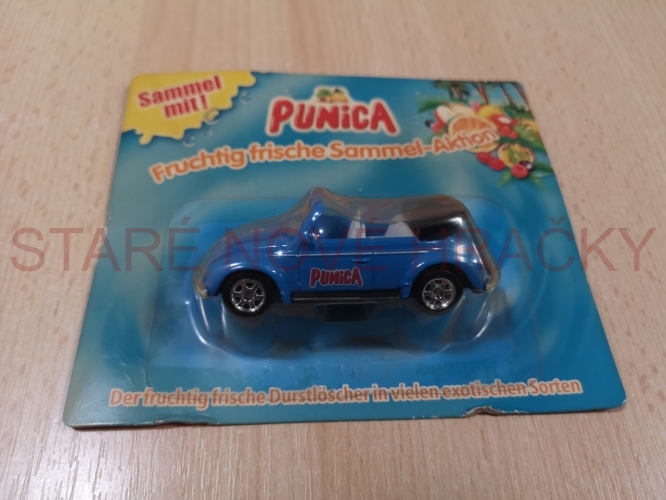 Sammel
mit!
PUNiCA
Fruchtig frische Sammel-Aktion
STARÉ NOVÉ HRAČKY
PUNiCA
Der fruchtig frische Durstlöscher in vielen exotischen Sorten